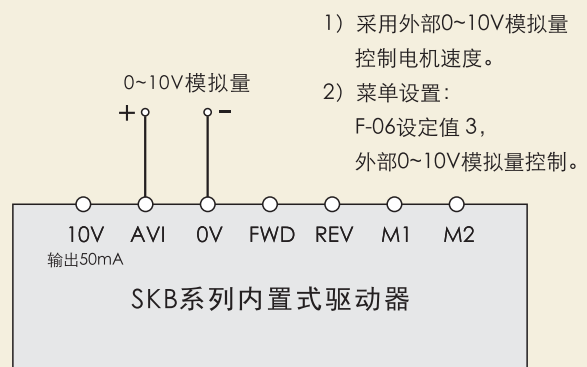 1）采用外部0~10V模拟量
控制电机速度。
2）菜单设置：
F-06设定值 3，
外部0~10V模拟量控制。
0~10V模拟量
+ -
10V AVI 0V FWD REV M1 M2
输出50mA
SKB系列内置式驱动器